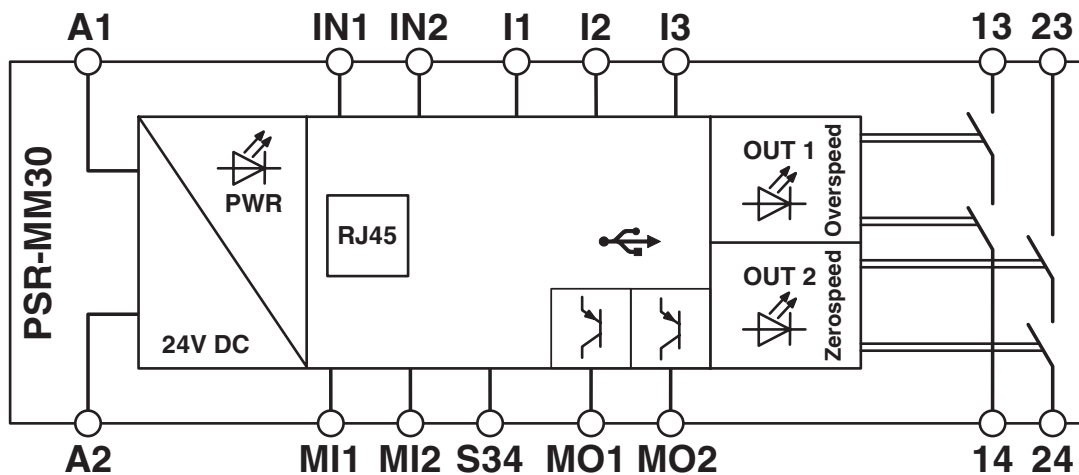 A1 IN1 IN2 I1 I2 I3 13 23
PSR-MM30
PWR
24V DC
RJ45
OUT 1
Overspeed
OUT 2
Zerospeed
A2 MI1 MI2 S34 MO1 MO2 14 24